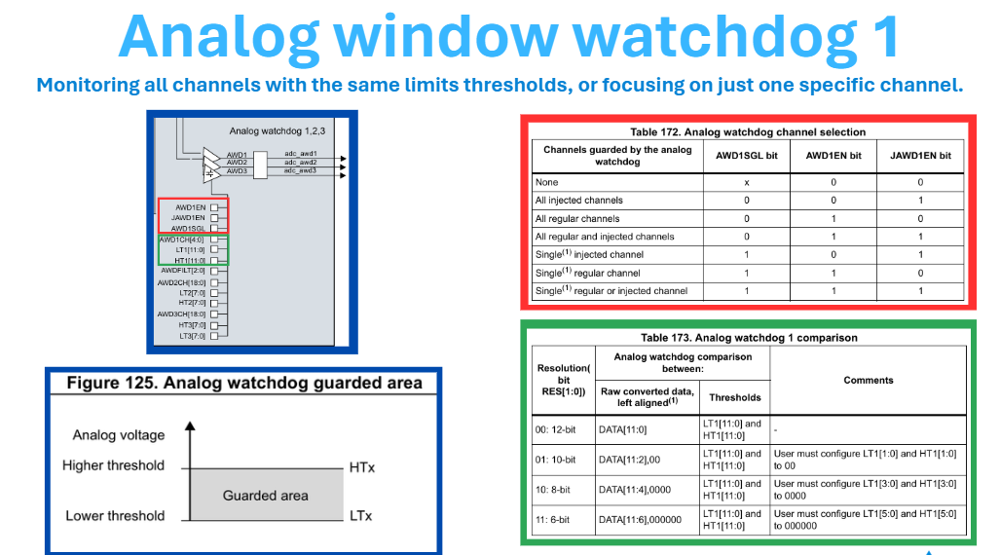 Analog window watchdog 1
Monitoring all channels with the same limits thresholds, or focusing on just one specific channel.
Analog watchdog 1,2,3
AWD1 adc_awd1
AWD2 adc_awd2
AWD3 adc_awd3
AWD1EN
JAWD1EN
AWD1SGL
AWD1CH[4:0]
LT1[11:0]
HT1[11:0]
AWDFILT[2:0]
AWD2CH[18:0]
LT2[7:0]
HT2[7:0]
AWD3CH[18:0]
HT3[7:0]
LT3[7:0]
Figure 125. Analog watchdog guarded area
Analog voltage
Higher threshold HTx
Guarded area
Lower threshold LTx
Table 172. Analog watchdog channel selection
Channels guarded by the analog
watchdog AWD1SGL bit AWD1EN bit JAWD1EN bit
None x 0 0
All injected channels 0 0 1
All regular channels 0 1 0
All regular and injected channels 0 1 1
Single(1) injected channel 1 0 1
Single(1) regular channel 1 1 0
Single(1) regular or injected channel 1 1 1
Table 173. Analog watchdog 1 comparison
Resolution(
bit
RES[1:0])
Analog watchdog comparison
between:
Raw converted data,
left aligned(1)
Thresholds
Comments
00: 12-bit DATA[11:0] LT1[11:0] and
HT1[11:0] -
01: 10-bit DATA[11:2],00 LT1[11:0] and
HT1[11:0] User must configure LT1[1:0] and HT1[1:0]
to 00
10: 8-bit DATA[11:4],0000 LT1[11:0] and
HT1[11:0] User must configure LT1[3:0] and HT1[3:0]
to 0000
11: 6-bit DATA[11:6],000000 LT1[11:0] and
HT1[11:0] User must configure LT1[5:0] and HT1[5:0]
to 000000